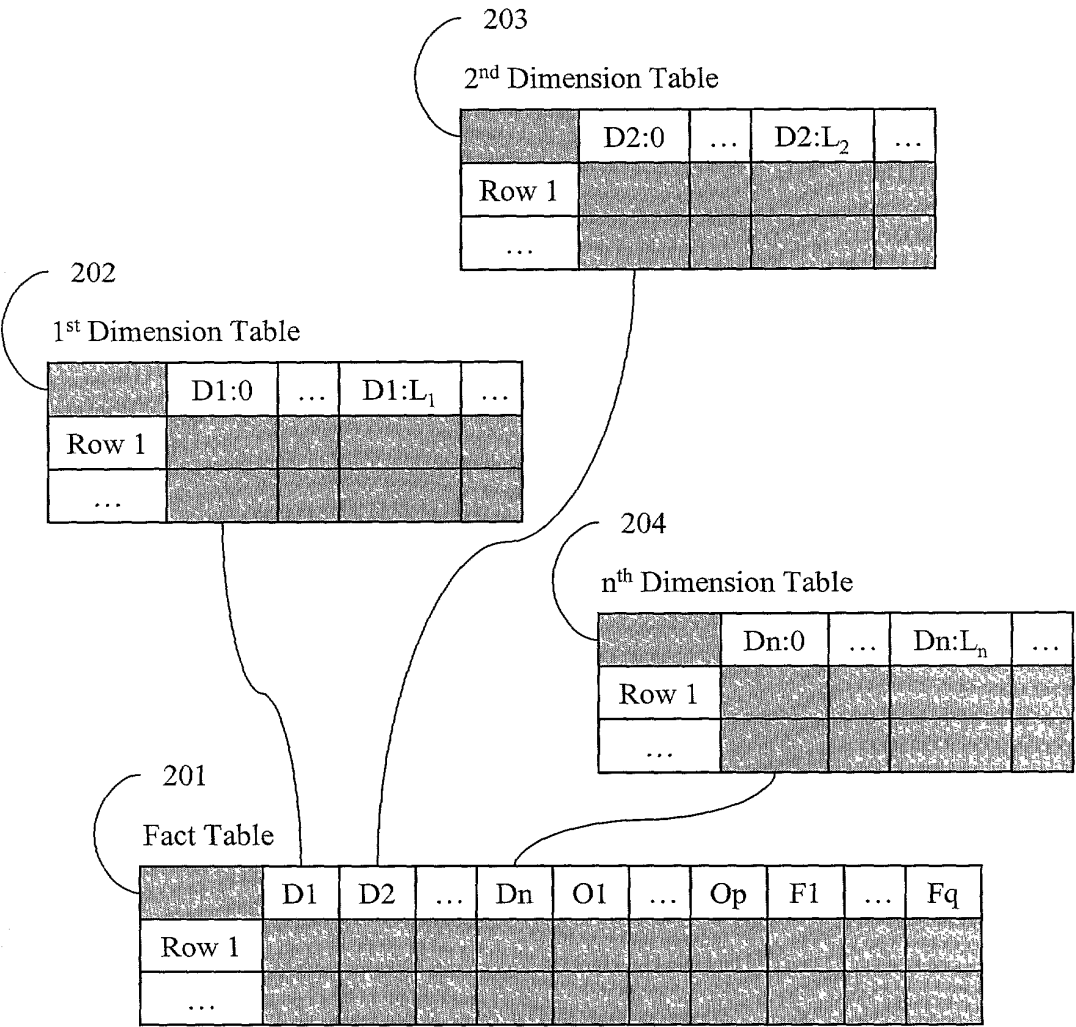 203
2nd Dimension Table
D2:0 … D2:L2 …
Row 1
…
202
1st Dimension Table
D1:0 … D1:L1 …
Row 1
…
204
nth Dimension Table
Dn:0 … Dn:Ln …
Row 1
…
201
Fact Table
D1 D2 … Dn O1 … Op F1 … Fq
Row 1
…